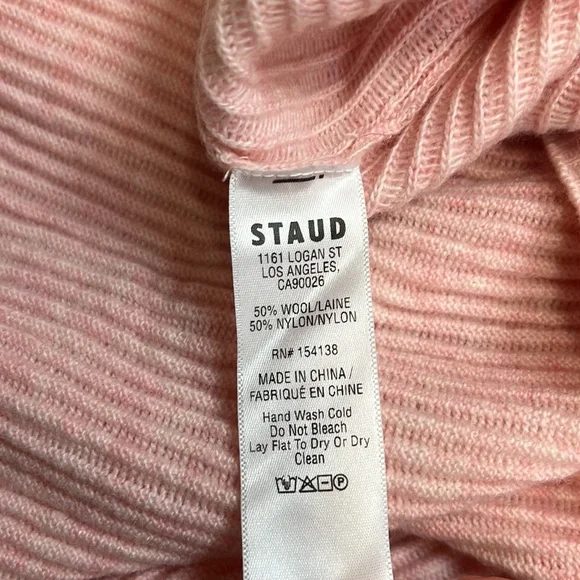 STAUD
1161 LOGAN ST
LOS ANGELES,
CA90026
50% WOOL/LAINE
50% NYLON/NYLON
RN# 154138
MADE IN CHINA /
FABRIQUÉ EN CHINE
Hand Wash Cold
Do Not Bleach
Lay Flat To Dry Or Dry
Clean